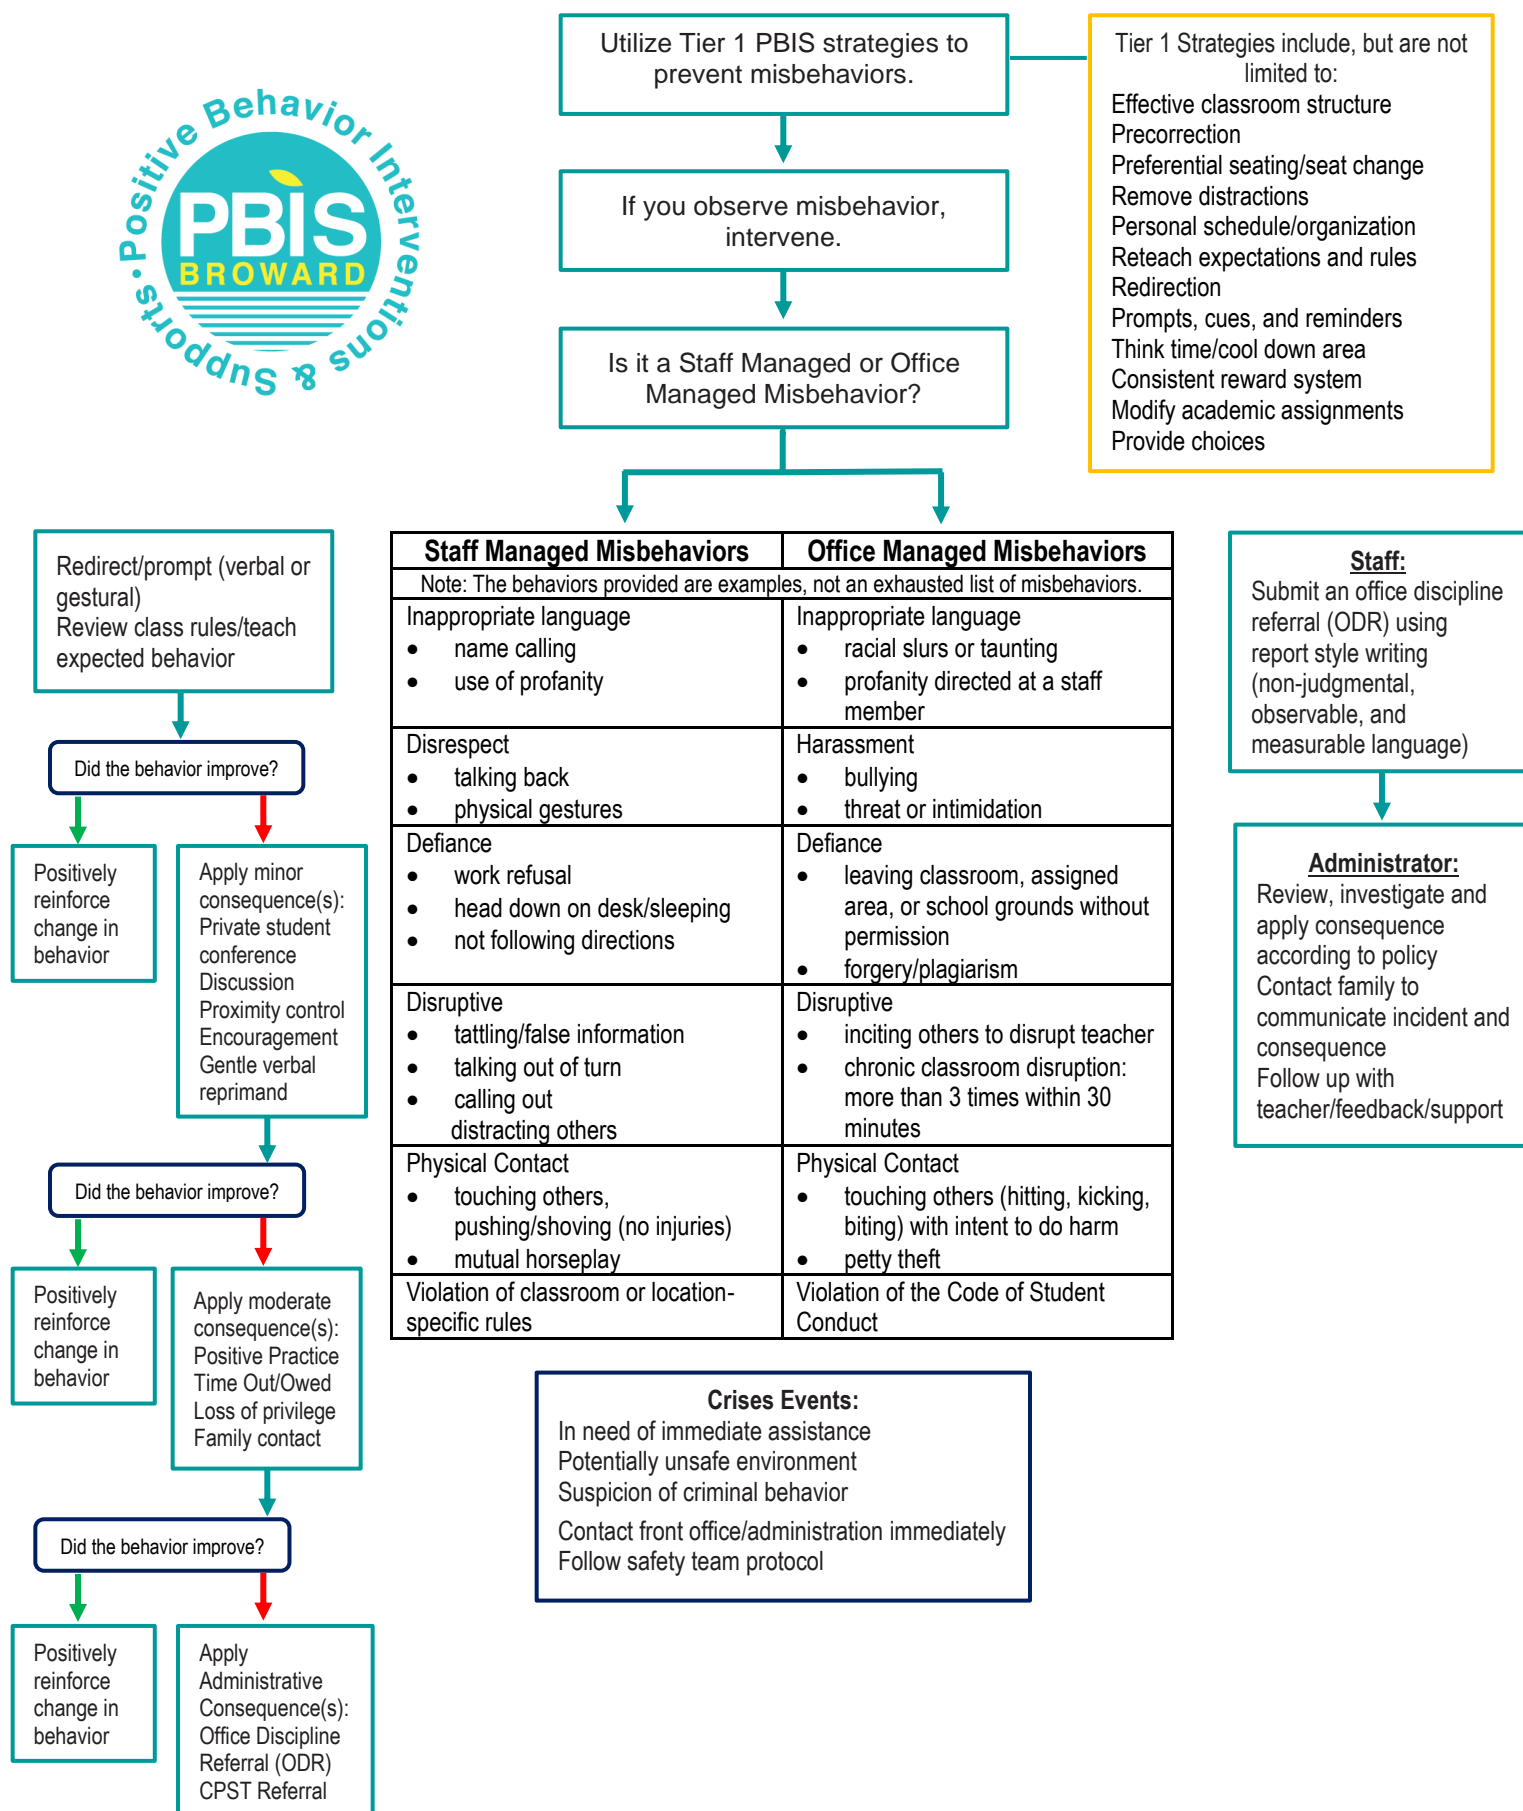 Positive Behavior Interventions & Supports •
PBIS
BROWARD
Utilize Tier 1 PBIS strategies to
prevent misbehaviors.
Tier 1 Strategies include, but are not
limited to:
Effective classroom structure
Precorrection
Preferential seating/seat change
Remove distractions
Personal schedule/organization
Reteach expectations and rules
Redirection
Prompts, cues, and reminders
Think time/cool down area
Consistent reward system
Modify academic assignments
Provide choices
If you observe misbehavior,
intervene.
Is it a Staff Managed or Office
Managed Misbehavior?
Redirect/prompt (verbal or
gestural)
Review class rules/teach
expected behavior
Did the behavior improve?
Positively
reinforce
change in
behavior
Apply minor
consequence(s):
Private student
conference
Discussion
Proximity control
Encouragement
Gentle verbal
reprimand
Did the behavior improve?
Positively
reinforce
change in
behavior
Apply moderate
consequence(s):
Positive Practice
Time Out/Owed
Loss of privilege
Family contact
Did the behavior improve?
Positively
reinforce
change in
behavior
Apply
Administrative
Consequence(s):
Office Discipline
Referral (ODR)
CPST Referral
Staff Managed Misbehaviors
Office Managed Misbehaviors
Note: The behaviors provided are examples, not an exhausted list of misbehaviors.
Inappropriate language
• name calling
• use of profanity
Inappropriate language
• racial slurs or taunting
• profanity directed at a staff
member
Disrespect
• talking back
• physical gestures
Harassment
• bullying
• threat or intimidation
Defiance
• work refusal
• head down on desk/sleeping
• not following directions
Defiance
• leaving classroom, assigned
area, or school grounds without
permission
• forgery/plagiarism
Disruptive
• tattling/false information
• talking out of turn
• calling out
distracting others
Disruptive
• inciting others to disrupt teacher
• chronic classroom disruption:
more than 3 times within 30
minutes
Physical Contact
• touching others,
pushing/shoving (no injuries)
• mutual horseplay
Physical Contact
• touching others (hitting, kicking,
biting) with intent to do harm
• petty theft
Violation of classroom or location-
specific rules
Violation of the Code of Student
Conduct
Staff:
Submit an office discipline
referral (ODR) using
report style writing
(non-judgmental,
observable, and
measurable language)
Administrator:
Review, investigate and
apply consequence
according to policy
Contact family to
communicate incident and
consequence
Follow up with
teacher/feedback/support
Crises Events:
In need of immediate assistance
Potentially unsafe environment
Suspicion of criminal behavior
Contact front office/administration immediately
Follow safety team protocol